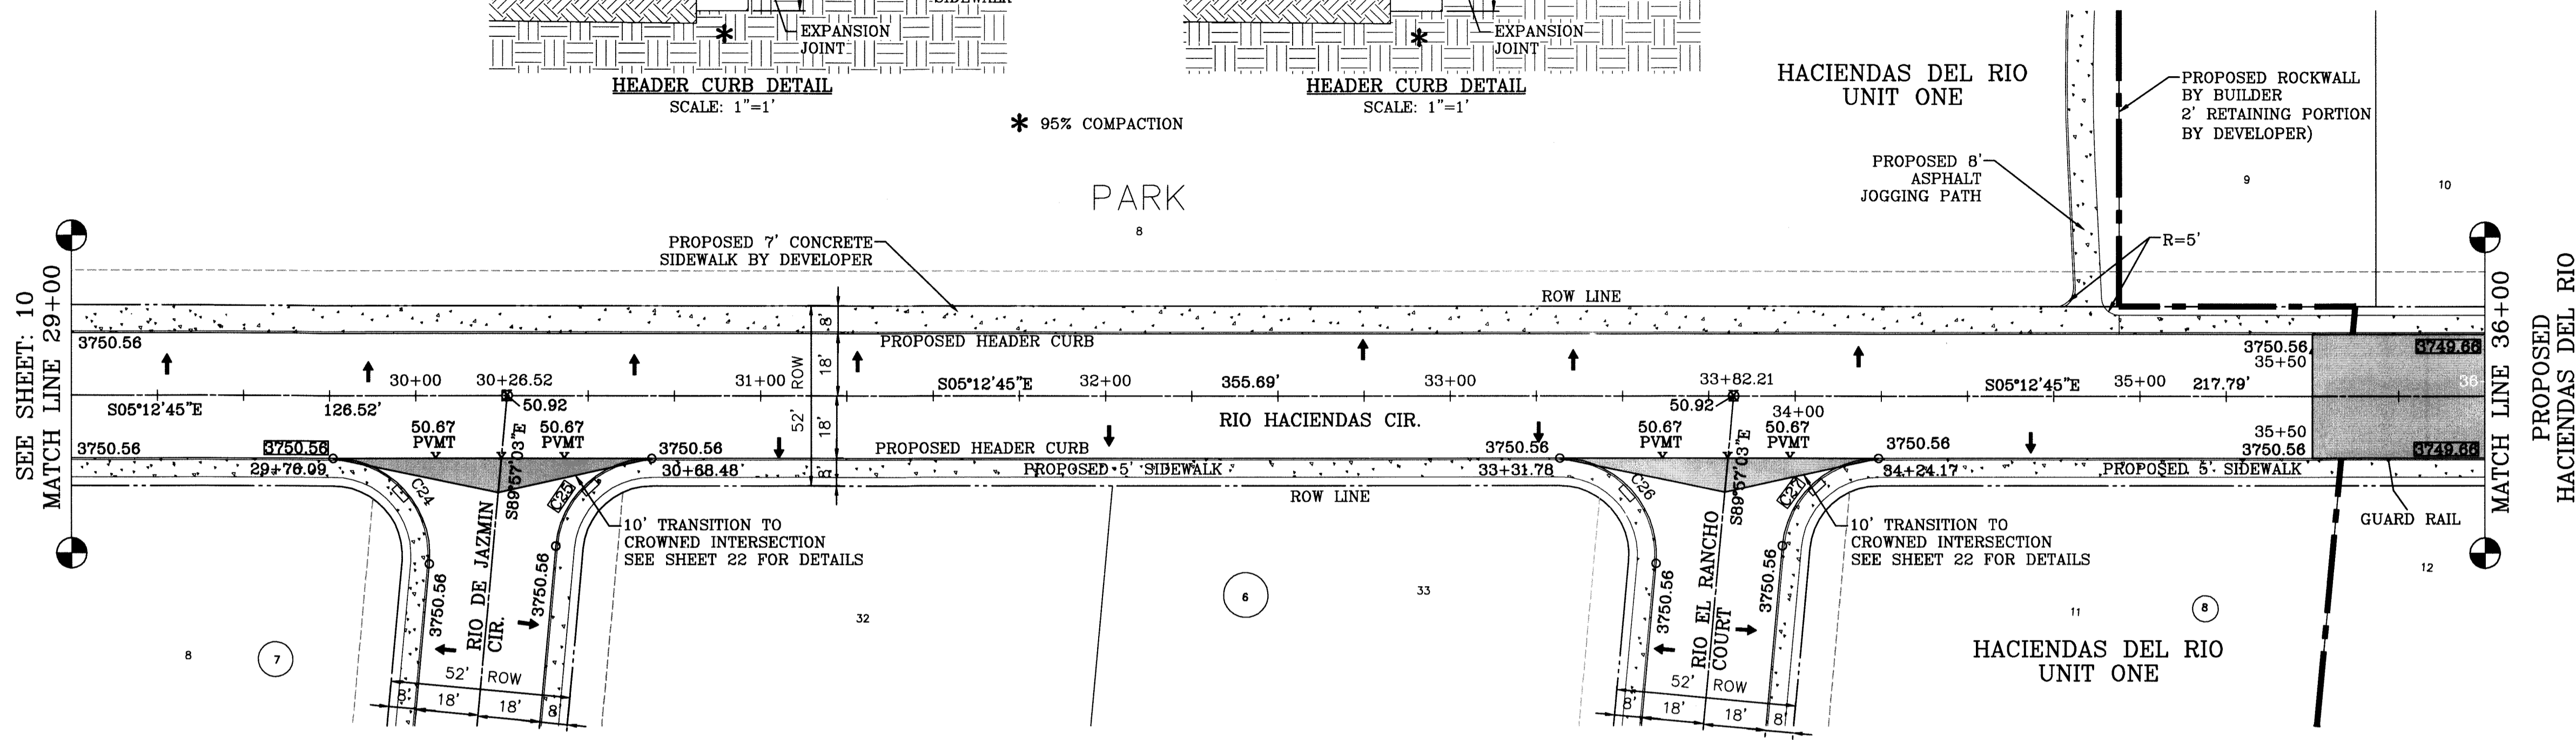 EXPANSION
JOINT
HEADER CURB DETAIL
SCALE: 1"=1'
EXPANSION
JOINT
HEADER CURB DETAIL
SCALE: 1"=1'
* 95% COMPACTION
HACIENDAS DEL RIO
UNIT ONE
PROPOSED ROCKWALL
BY BUILDER
2' RETAINING PORTION
BY DEVELOPER)
PROPOSED 8'
ASPHALT
JOGGING PATH
9
10
PARK
8
R=5'
PROPOSED 7' CONCRETE
SIDEWALK BY DEVELOPER
ROW LINE
SEE SHEET: 10
MATCH LINE 29+00
3750.56
PROPOSED HEADER CURB
8'
18'
52' ROW
18'
8'
3750.56
35+50
3749.66
30+00
30+26.52
31+00
S05°12'45"E
32+00
355.69'
33+00
33+82.21
S05°12'45"E
35+00
217.79'
36
S05°12'45"E
126.52'
50.92
RIO HACIENDAS CIR.
50.92
34+00
50.67
PVMT
50.67
PVMT
50.67
PVMT
50.67
PVMT
35+50
3750.56
3749.66
3750.56
3750.56
29+76.09
3750.56
30+68.48'
PROPOSED HEADER CURB
PROPOSED 5' SIDEWALK
3750.56
33+31.78
3750.56
34+24.17
PROPOSED 5' SIDEWALK
ROW LINE
C24
C25
S89°57'03"E
C26
C27
S89°57'03"E
10' TRANSITION TO
CROWNED INTERSECTION
SEE SHEET 22 FOR DETAILS
10' TRANSITION TO
CROWNED INTERSECTION
SEE SHEET 22 FOR DETAILS
GUARD RAIL
3750.56
RIO DE JAZMIN
CIR.
3750.56
3750.56
RIO EL RANCHO
COURT
3750.56
8
7
32
6
33
11
8
12
HACIENDAS DEL RIO
UNIT ONE
52' ROW
8'
18'
18'
8'
52' ROW
8'
18'
18'
8'
MATCH LINE 36+00
PROPOSED
HACIENDAS DEL RIO